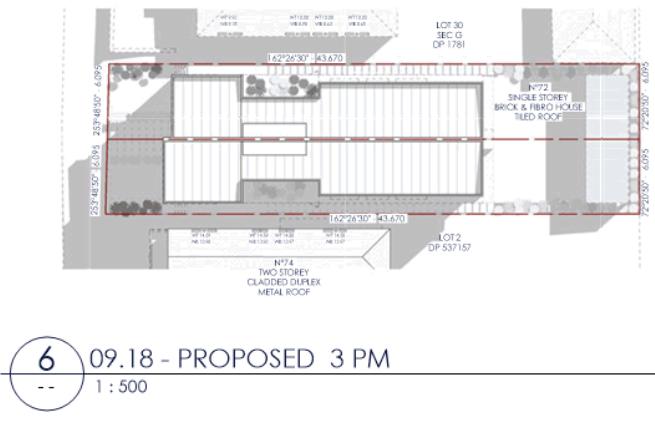 LOT 30
SEC G
DP 1781
162°26'30" 43.670
253°48'50" 6.095
253°48'50" 6.095
6.095
72°20'50" 6.095
72°20'50"
N°72
SINGLE STOREY
BRICK & FIBRO HOUSE
TILED ROOF
162°26'30" 43.670
LOT 2
DP 537157
N°74
TWO STOREY
CLADDED DUPLEX
METAL ROOF
6
--
09.18 - PROPOSED 3 PM
1 : 500